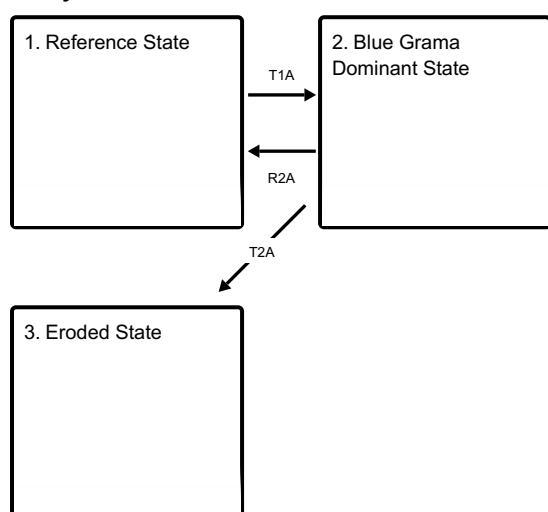 1. Reference State
2. Blue Grama
Dominant State
T1A
R2A
T2A
3. Eroded State